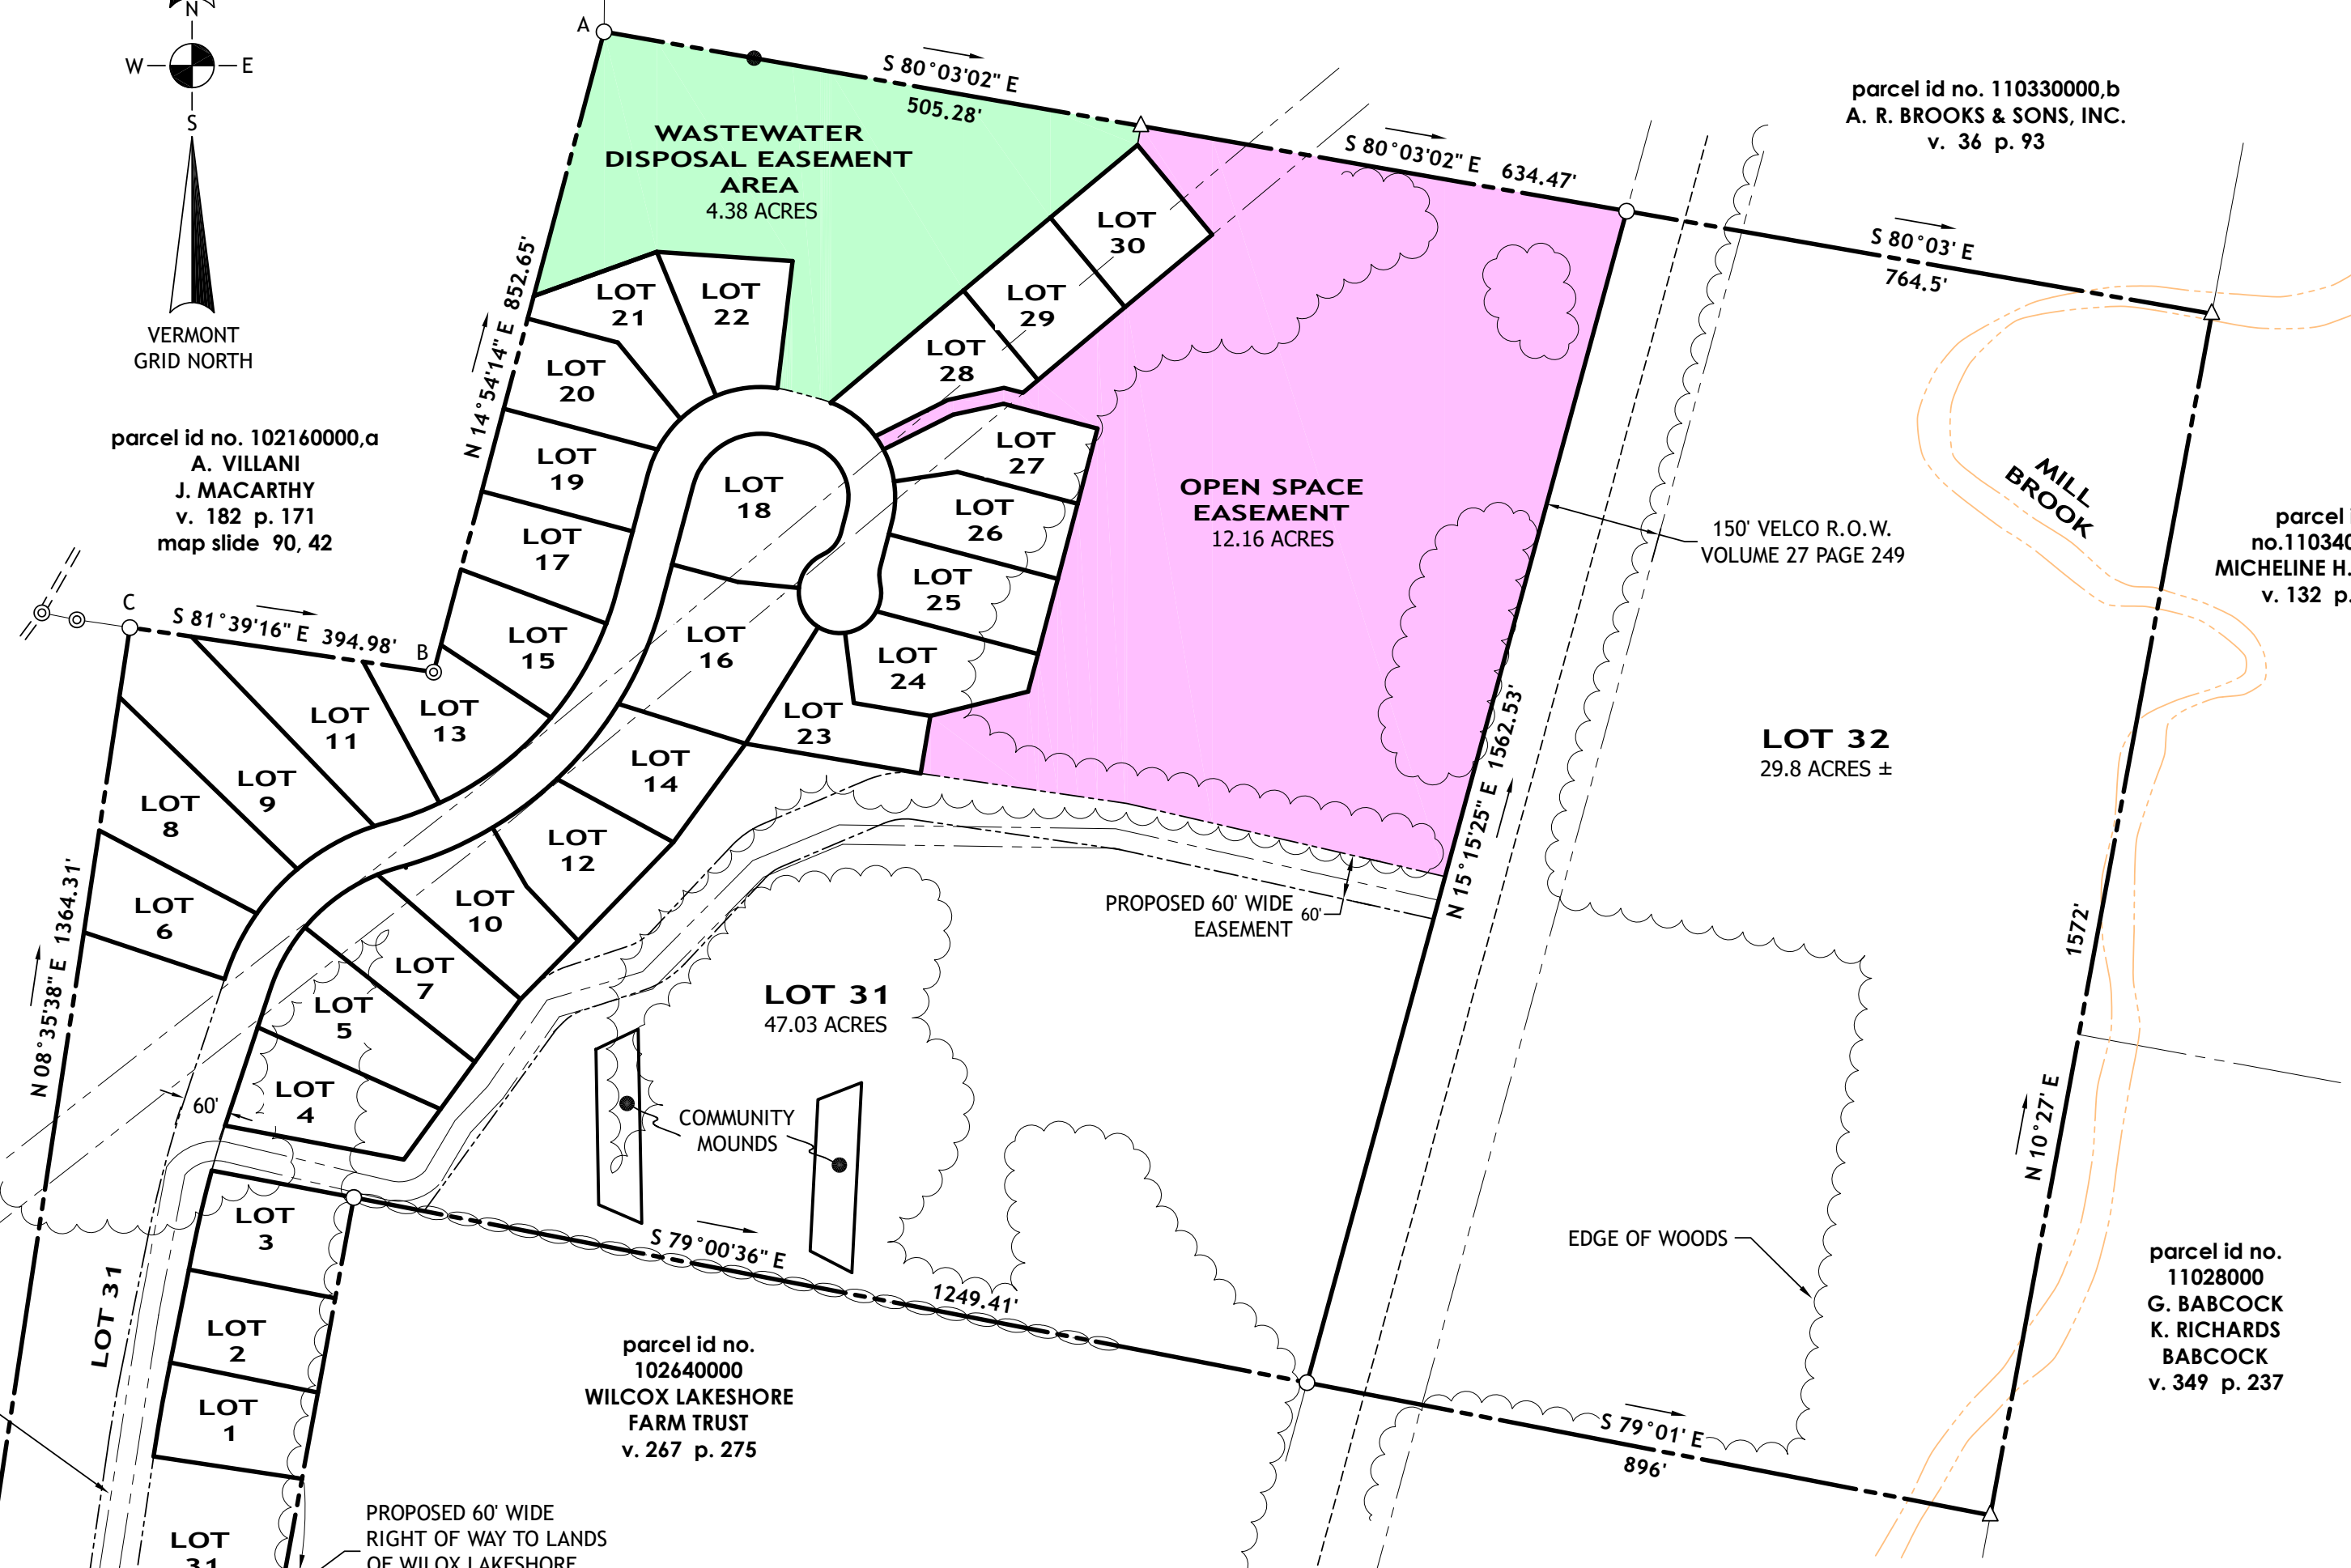 N
W E
S
VERMONT
GRID NORTH
A
S 80°03'02" E
505.28'
WASTEWATER
DISPOSAL EASEMENT
AREA
4.38 ACRES
S 80°03'02" E 634.47'
parcel id no. 110330000,b
A. R. BROOKS & SONS, INC.
v. 36 p. 93
S 80°03' E
764.5'
N 14°54'14" E 852.65'
LOT
21
LOT
22
LOT
30
LOT
29
LOT
28
LOT
20
LOT
19
LOT
18
LOT
17
LOT
27
LOT
26
LOT
25
LOT
24
OPEN SPACE
EASEMENT
12.16 ACRES
150' VELCO R.O.W.
VOLUME 27 PAGE 249
MILL
BROOK
parcel id no. 102160000,a
A. VILLANI
J. MACARTHY
v. 182 p. 171
map slide 90, 42
parcel i
no.11034
MICHELINE H.
v. 132 p.
C
S 81°39'16" E 394.98'
B
LOT
15
LOT
16
LOT
13
LOT
11
LOT
23
LOT
14
LOT
9
LOT
8
LOT
12
LOT
6
LOT
10
LOT
7
LOT
5
LOT
4
60'
N 08°35'38" E 1364.31'
N 15°15'25" E 1562.53'
LOT 32
29.8 ACRES ±
PROPOSED 60' WIDE
EASEMENT
60'
LOT 31
47.03 ACRES
1572'
N 10°27' E
COMMUNITY
MOUNDS
EDGE OF WOODS
LOT
3
LOT
2
LOT
1
LOT 31
S 79°00'36" E
1249.41'
parcel id no.
102640000
WILCOX LAKESHORE
FARM TRUST
v. 267 p. 275
parcel id no.
11028000
G. BABCOCK
K. RICHARDS
BABCOCK
v. 349 p. 237
S 79°01' E
896'
PROPOSED 60' WIDE
RIGHT OF WAY TO LANDS
OF WILOX LAKESHORE
LOT
31